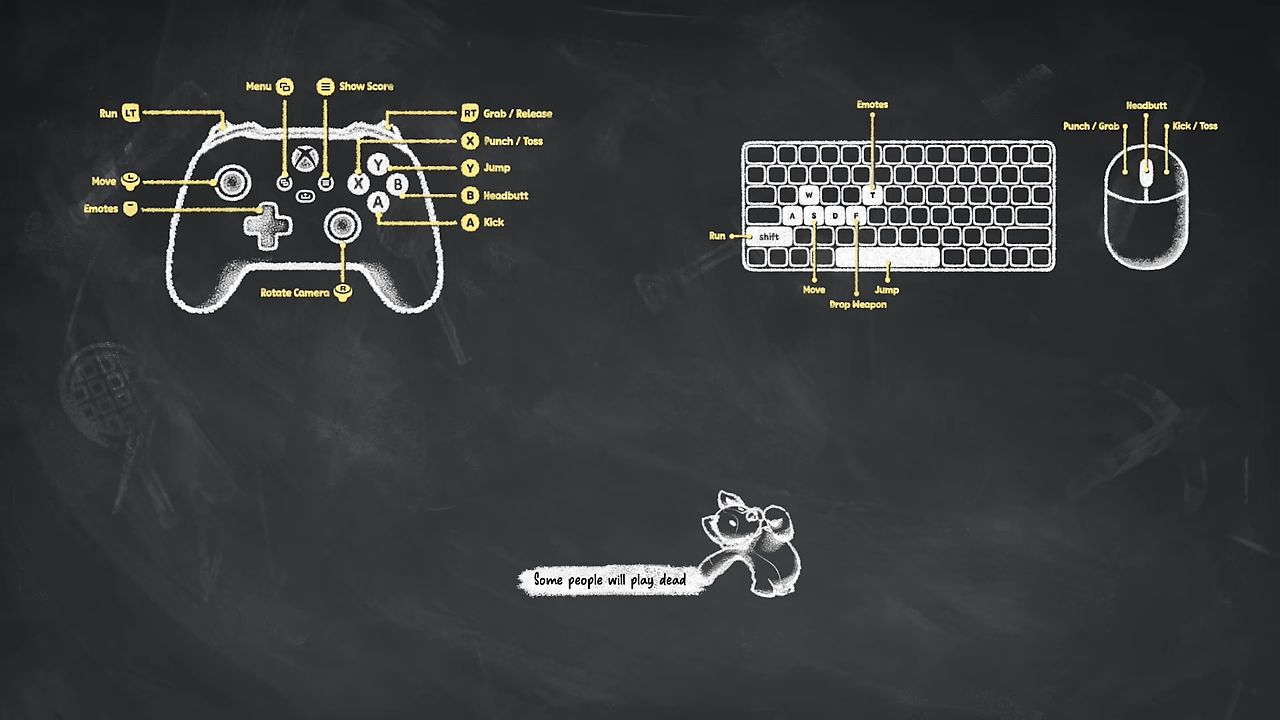 Menu
Show Score
Run LT
RT Grab / Release
X Punch / Toss
Y Jump
B Headbutt
A Kick
Move L
Emotes
Y
X B
A
Rotate Camera R
Emotes
W
A S D F
shift
Run
Move
Jump
Drop Weapon
Headbutt
Punch / Grab
Kick / Toss
Some people will play dead